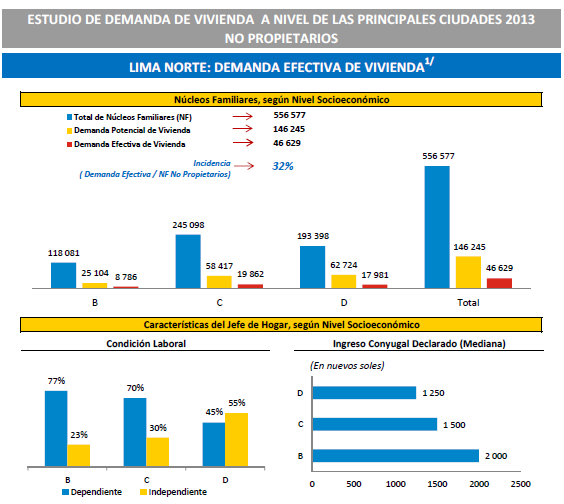 ESTUDIO DE DEMANDA DE VIVIENDA A NIVEL DE LAS PRINCIPALES CIUDADES 2013
NO PROPIETARIOS
LIMA NORTE: DEMANDA EFECTIVA DE VIVIENDA1/
Núcleos Familiares, según Nivel Socioeconómico
Total de Núcleos Familiares (NF) 556 577
Demanda Potencial de Vivienda 146 245
Demanda Efectiva de Vivienda 46 629
Incidencia
( Demanda Efectiva / NF No Propietarios) 32%
556 577
245 098
193 398
118 081
146 245
58 417
62 724
25 104
46 629
19 862
17 981
8 786
B C D Total
Características del Jefe de Hogar, según Nivel Socioeconómico
Condición Laboral
77%
70%
55%
45%
30%
23%
B C D
Dependiente Independiente
Ingreso Conyugal Declarado (Mediana)
(En nuevos soles)
D 1 250
C 1 500
B 2 000
0 500 1000 1500 2000 2500